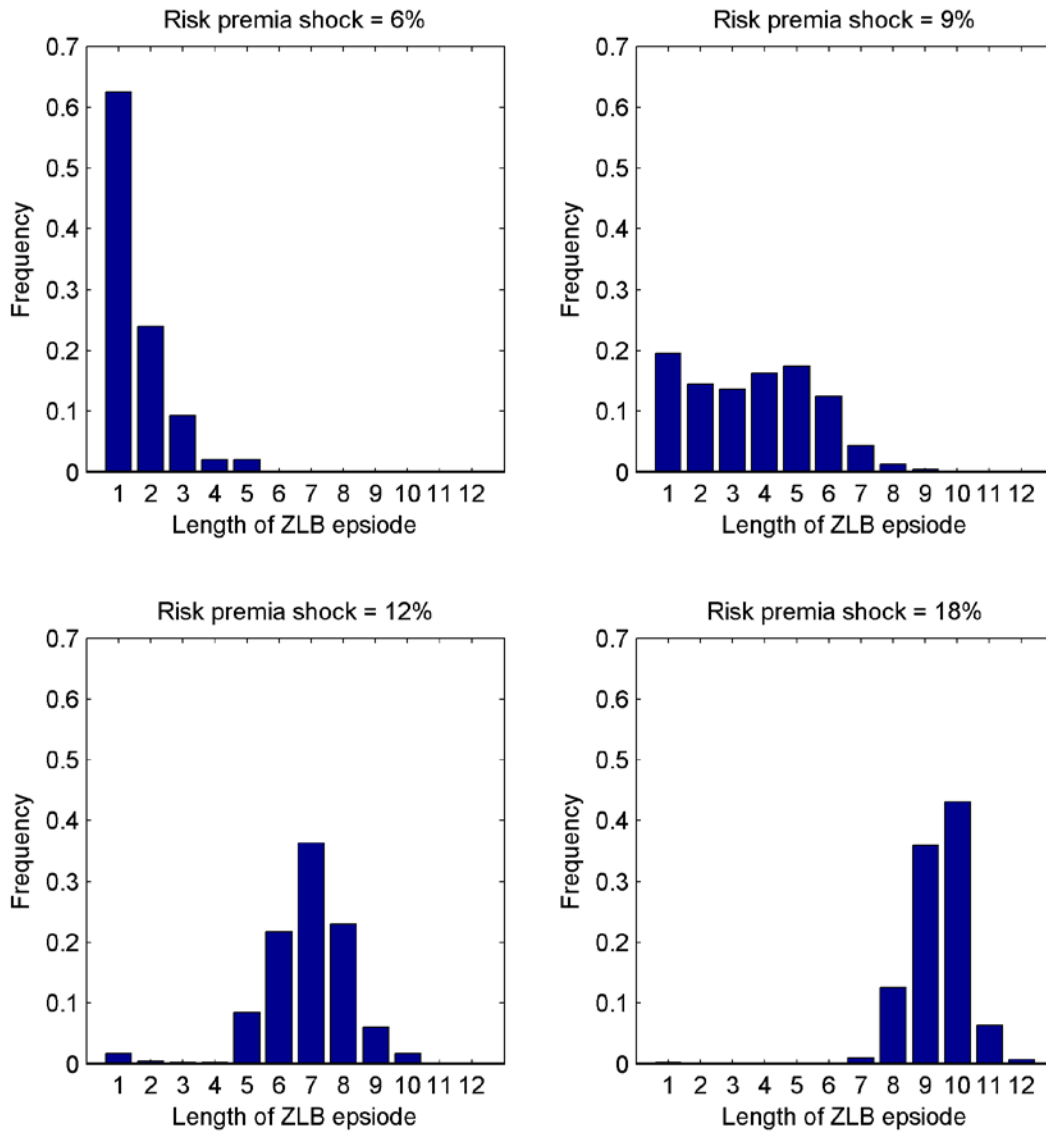 Risk premia shock = 6%
0.7
0.6
0.5
0.4
0.3
0.2
0.1
0
Frequency
1 2 3 4 5 6 7 8 9 10 11 12
Length of ZLB epsiode
Risk premia shock = 9%
0.7
0.6
0.5
0.4
0.3
0.2
0.1
0
Frequency
1 2 3 4 5 6 7 8 9 10 11 12
Length of ZLB epsiode
Risk premia shock = 12%
0.7
0.6
0.5
0.4
0.3
0.2
0.1
0
Frequency
1 2 3 4 5 6 7 8 9 10 11 12
Length of ZLB epsiode
Risk premia shock = 18%
0.7
0.6
0.5
0.4
0.3
0.2
0.1
0
Frequency
1 2 3 4 5 6 7 8 9 10 11 12
Length of ZLB epsiode